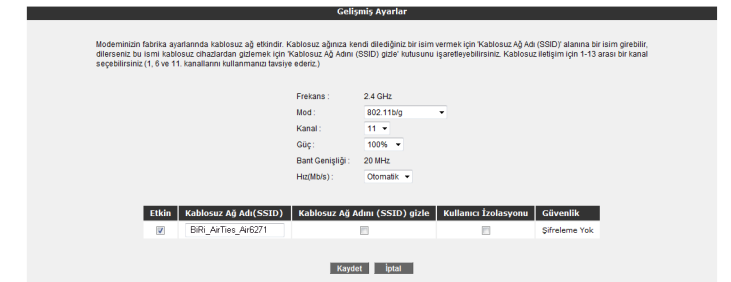 Gelişmiş Ayarlar
Modeminizin fabrika ayarlarında kablosuz ağ etkindir. Kablosuz ağınıza kendi dilediğiniz bir isim vermek için 'Kablosuz Ağ Adı (SSID)' alanına bir isim girebilir,
dilerseniz bu ismi kablosuz cihazlardan gizlemek için 'Kablosuz Ağ Adını (SSID) gizle' kutusunu işaretleyebilirsiniz. Kablosuz iletişim için 1-13 arası bir kanal
seçebilirsiniz (1, 6 ve 11. kanallarını kullanmanızı tavsiye ederiz.)
Frekans : 2.4 GHz
Mod : 802.11b/g
Kanal : 11
Güç : 100%
Bant Genişliği : 20 MHz
Hız(Mb/s) : Otomatik
Etkin Kablosuz Ağ Adı(SSID) Kablosuz Ağ Adını (SSID) gizle Kullanıcı İzolasyonu Güvenlik
BiRi_AirTies_Air6271 Şifreleme Yok
Kaydet İptal